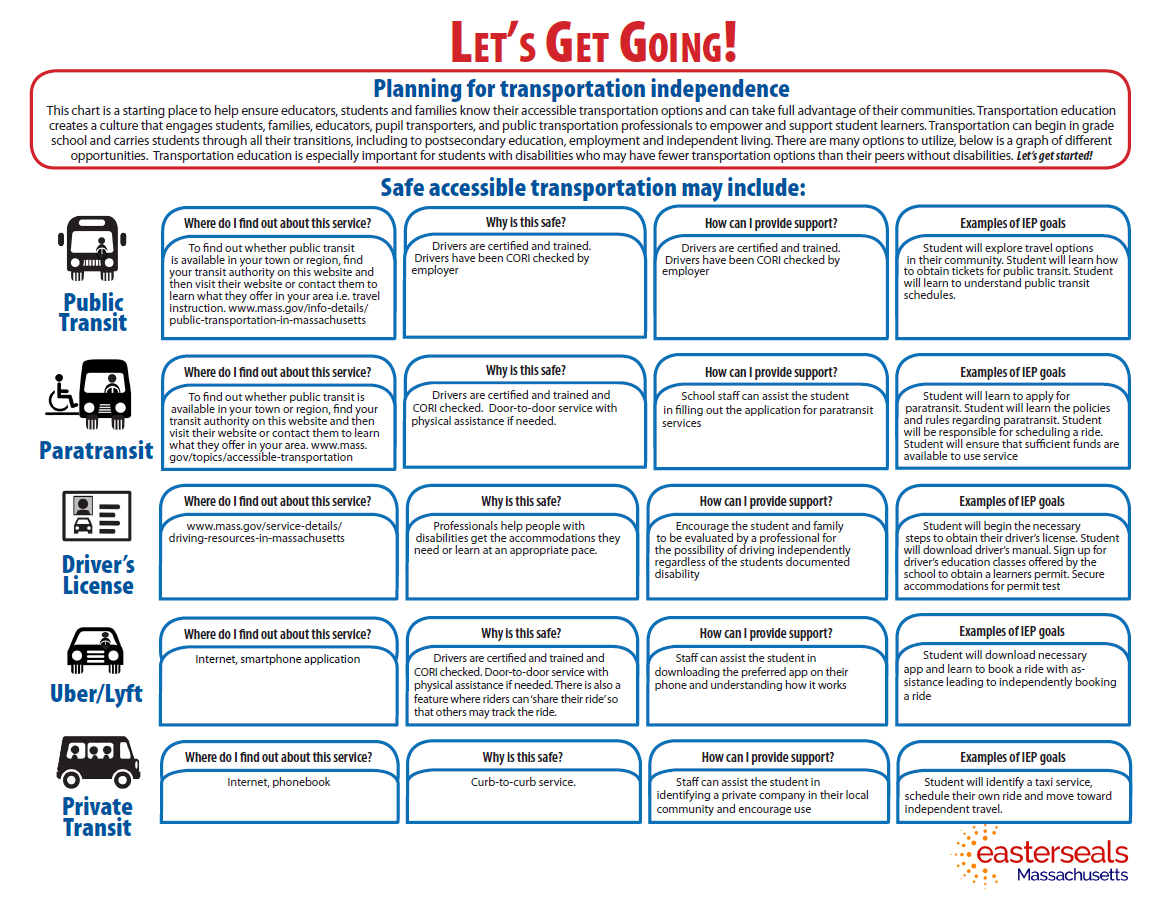 LET'S GET GOING!
Planning for transportation independence
This chart is a starting place to help ensure educators, students and families know their accessible transportation options and can take full advantage of their communities. Transportation education
creates a culture that engages students, families, educators, pupil transporters, and public transportation professionals to empower and support student learners. Transportation can begin in grade
school and carries students through all their transitions, including to postsecondary education, employment and independent living. There are many options to utilize, below is a graph of different
opportunities. Transportation education is especially important for students with disabilities who may have fewer transportation options than their peers without disabilities. Let's get started!
Safe accessible transportation may include:
Public
Transit
Where do I find out about this service?
To find out whether public transit
is available in your town or region, find
your transit authority on this website and
then visit their website or contact them to
learn what they offer in your area i.e. travel
instruction. www.mass.gov/info-details/
public-transportation-in-massachusetts
Why is this safe?
Drivers are certified and trained.
Drivers have been CORI checked by
employer
How can I provide support?
Drivers are certified and trained.
Drivers have been CORI checked by
employer
Examples of IEP goals
Student will explore travel options
in their community. Student will learn how
to obtain tickets for public transit. Student
will learn to understand public transit
schedules.
Paratransit
Where do I find out about this service?
To find out whether public transit is
available in your town or region, find your
transit authority on this website and then
visit their website or contact them to learn
what they offer in your area. www.mass.
gov/topics/accessible-transportation
Why is this safe?
Drivers are certified and trained and
CORI checked. Door-to-door service with
physical assistance if needed.
How can I provide support?
School staff can assist the student
in filling out the application for paratransit
services
Examples of IEP goals
Student will learn to apply for
paratransit. Student will learn the policies
and rules regarding paratransit. Student
will be responsible for scheduling a ride.
Student will ensure that sufficient funds are
available to use service
Driver's
License
Where do I find out about this service?
www.mass.gov/service-details/
driving-resources-in-massachusetts
Why is this safe?
Professionals help people with
disabilities get the accommodations they
need or learn at an appropriate pace.
How can I provide support?
Encourage the student and family
to be evaluated by a professional for
the possibility of driving independently
regardless of the students documented
disability
Examples of IEP goals
Student will begin the necessary
steps to obtain their driver's license. Student
will download driver's manual. Sign up for
driver's education classes offered by the
school to obtain a learners permit. Secure
accommodations for permit test
Uber/Lyft
Where do I find out about this service?
Internet, smartphone application
Why is this safe?
Drivers are certified and trained and
CORI checked. Door-to-door service with
physical assistance if needed. There is also a
feature where riders can 'share their ride' so
that others may track the ride.
How can I provide support?
Staff can assist the student in
downloading the preferred app on their
phone and understanding how it works
Examples of IEP goals
Student will download necessary
app and learn to book a ride with as-
sistance leading to independently booking
a ride
Private
Transit
Where do I find out about this service?
Internet, phonebook
Why is this safe?
Curb-to-curb service.
How can I provide support?
Staff can assist the student in
identifying a private company in their local
community and encourage use
Examples of IEP goals
Student will identify a taxi service,
schedule their own ride and move toward
independent travel.
easterseals
Massachusetts